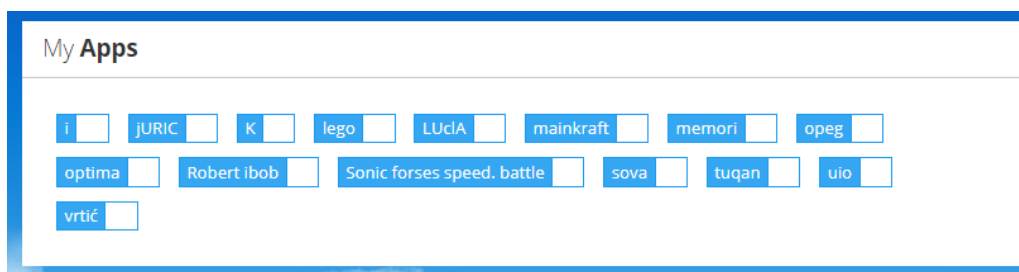 My Apps
i jURIC K lego LUclA mainkraft memori opeg
optima Robert ibob Sonic forses speed. battle sova tuqan uio
vrtić